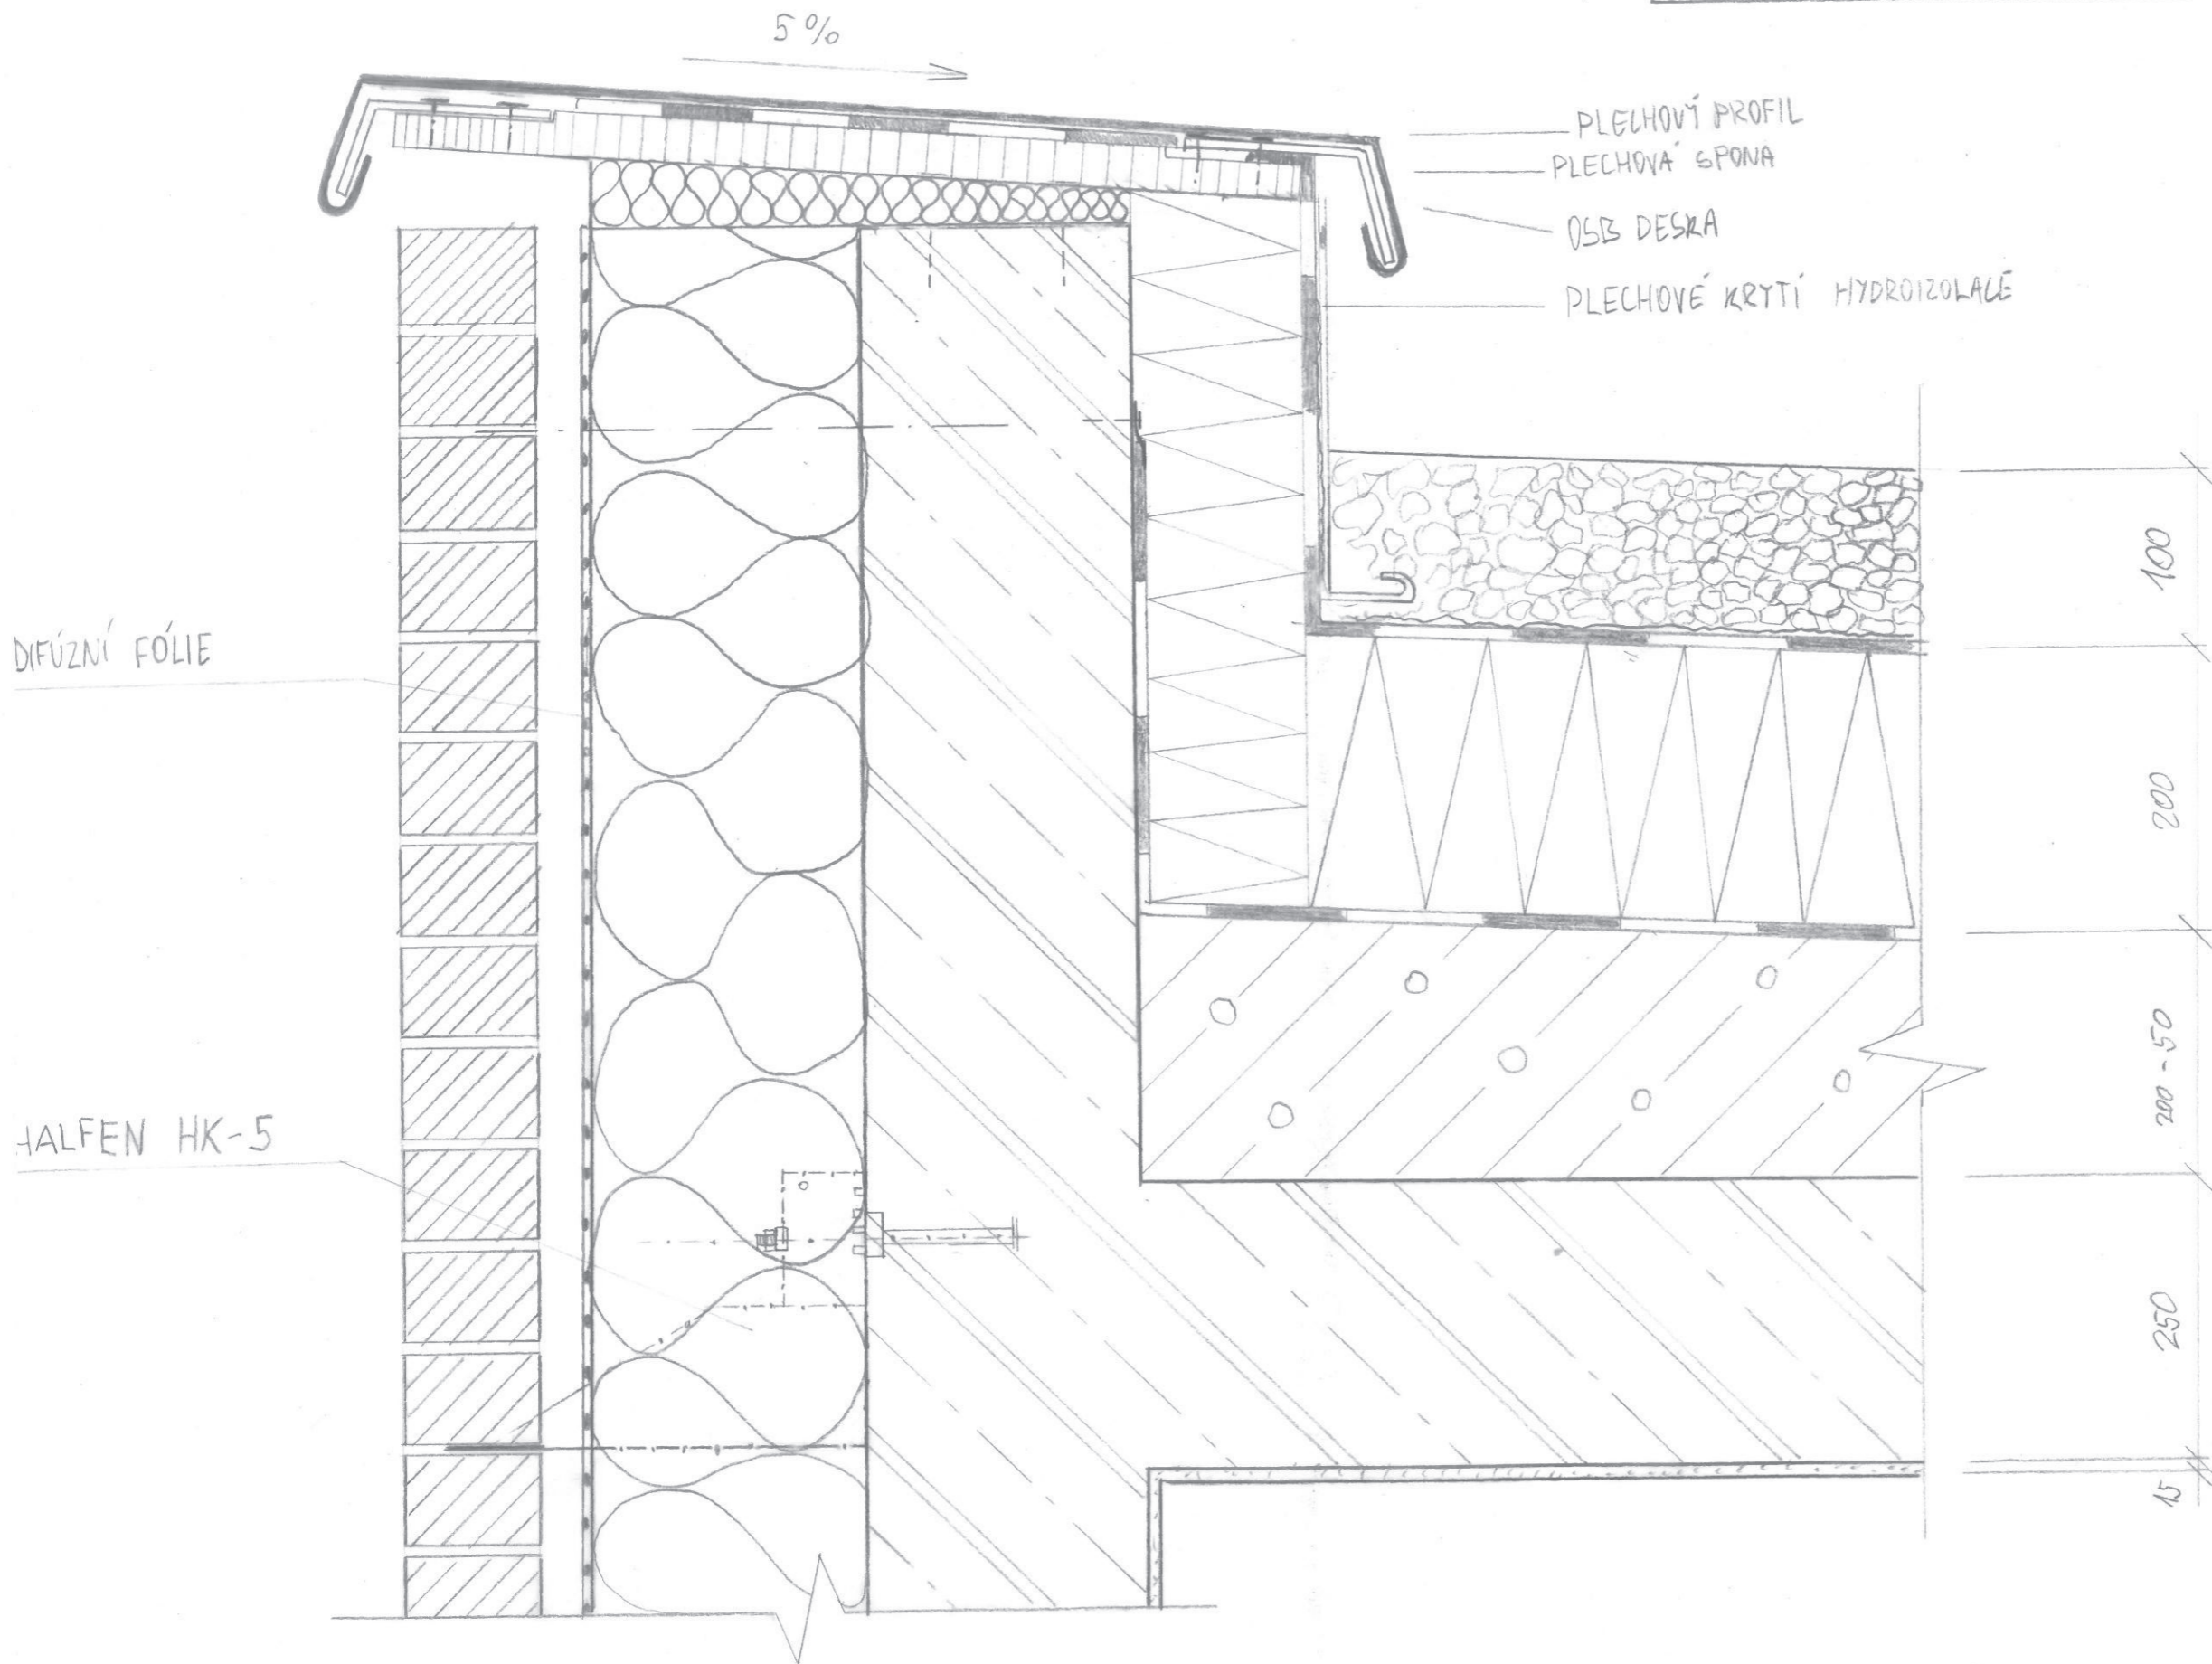 5%
PLECHOVÝ PROFIL
PLECHOVÁ SPONA
OSB DESKA
PLECHOVÉ KRYTÍ HYDROIZOLACE
100
DIFÚZNÍ FÓLIE
200
200-50
HALFEN HK-5
250
15